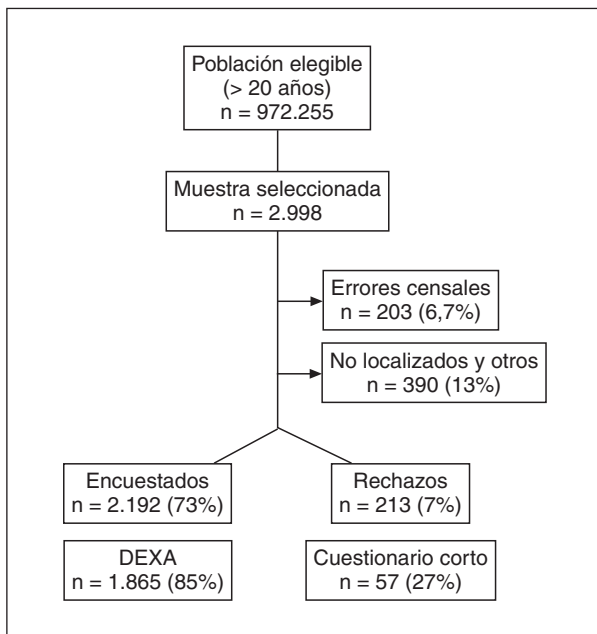 Población elegible
(> 20 años)
n = 972.255
Muestra seleccionada
n = 2.998
Errores censales
n = 203 (6,7%)
No localizados y otros
n = 390 (13%)
Encuestados
n = 2.192 (73%)
Rechazos
n = 213 (7%)
DEXA
n = 1.865 (85%)
Cuestionario corto
n = 57 (27%)